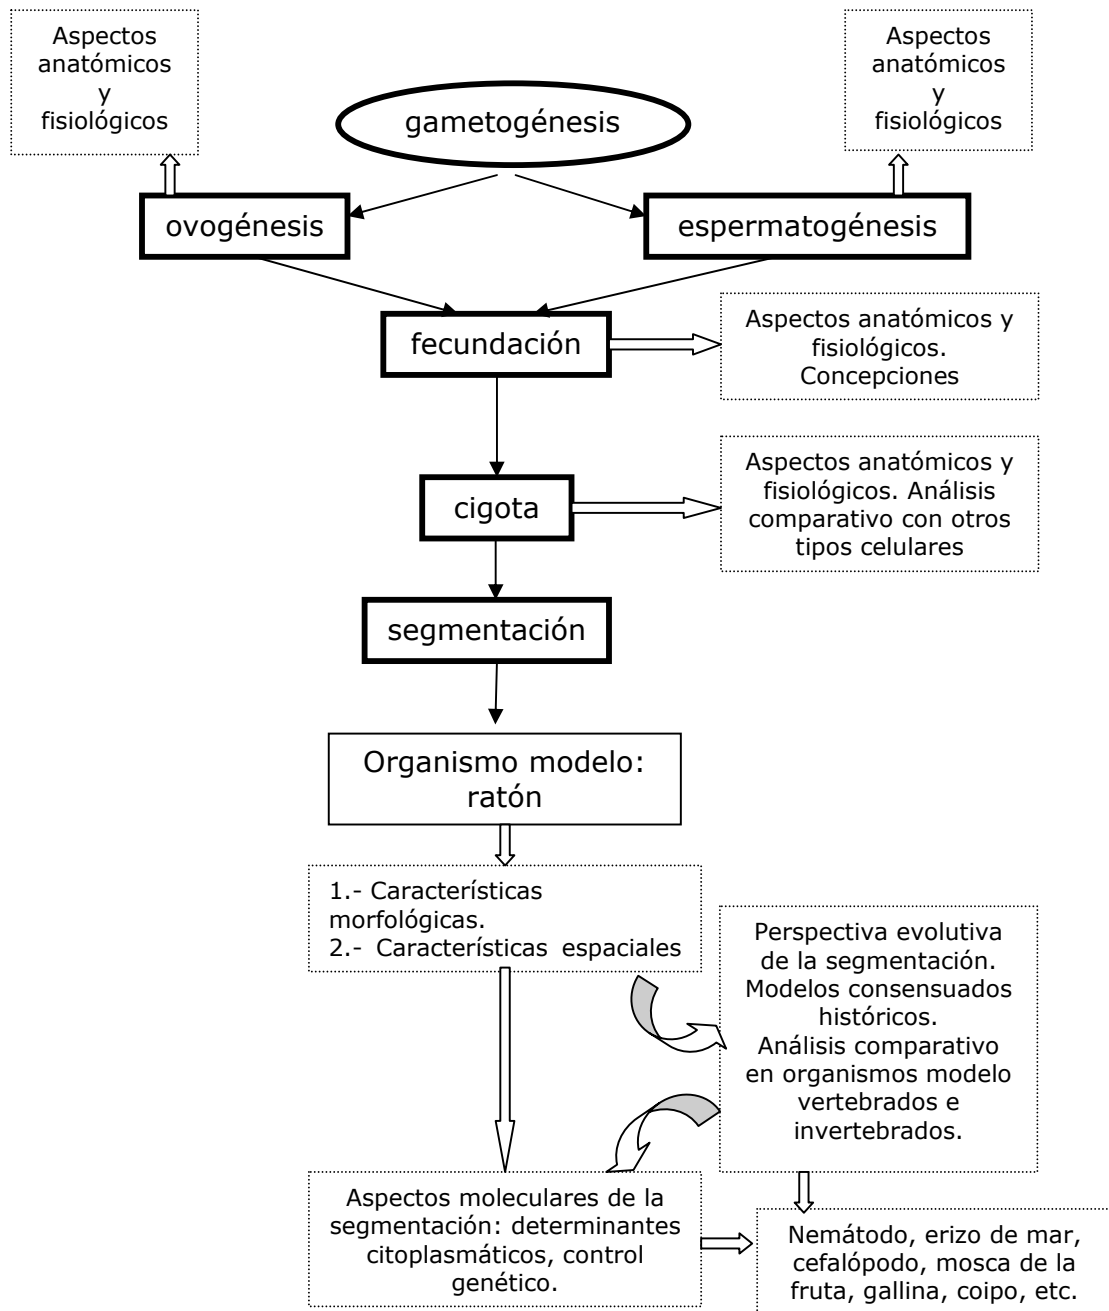 Aspectos
anatómicos
y
fisiológicos
Aspectos
anatómicos
y
fisiológicos
gametogénesis
ovogénesis
espermatogénesis
fecundación
Aspectos anatómicos y
fisiológicos.
Concepciones
cigota
Aspectos anatómicos y
fisiológicos. Análisis
comparativo con otros
tipos celulares
segmentación
Organismo modelo:
ratón
1.- Características
morfológicas.
2.- Características espaciales
Perspectiva evolutiva
de la segmentación.
Modelos consensuados
históricos.
Análisis comparativo
en organismos modelo
vertebrados e
invertebrados.
Aspectos moleculares de la
segmentación: determinantes
citoplasmáticos, control
genético.
Nemátodo, erizo de mar,
cefalópodo, mosca de la
fruta, gallina, coipo, etc.